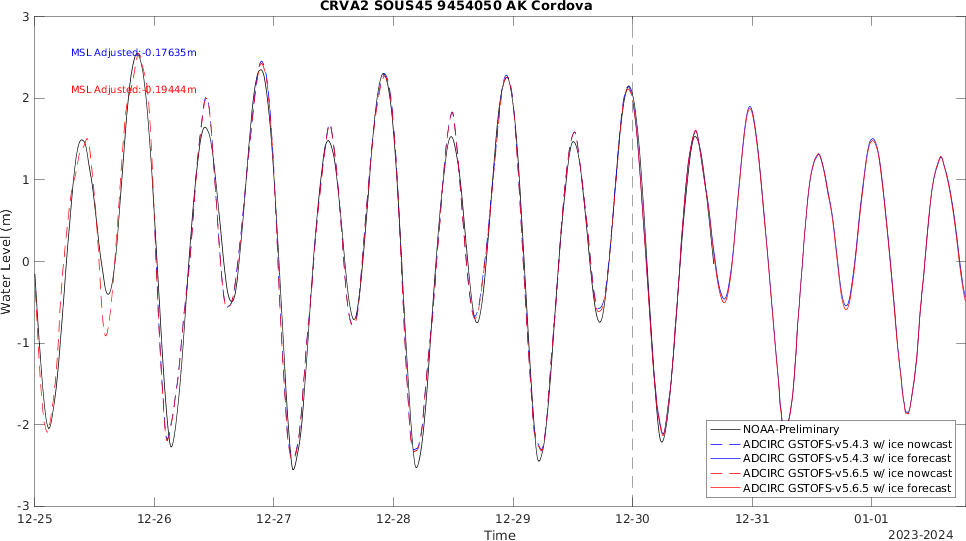 CRVA2 SOUS45 9454050 AK Cordova
3
MSL Adjusted:-0.17635m
MSL Adjusted:-0.19444m
2
1
0
-1
-2
-3
Water Level (m)
NOAA-Preliminary
ADCIRC GSTOFS-v5.4.3 w/ ice nowcast
ADCIRC GSTOFS-v5.4.3 w/ ice forecast
ADCIRC GSTOFS-v5.6.5 w/ ice nowcast
ADCIRC GSTOFS-v5.6.5 w/ ice forecast
12-25 12-26 12-27 12-28 12-29 12-30 12-31 01-01
Time
2023-2024